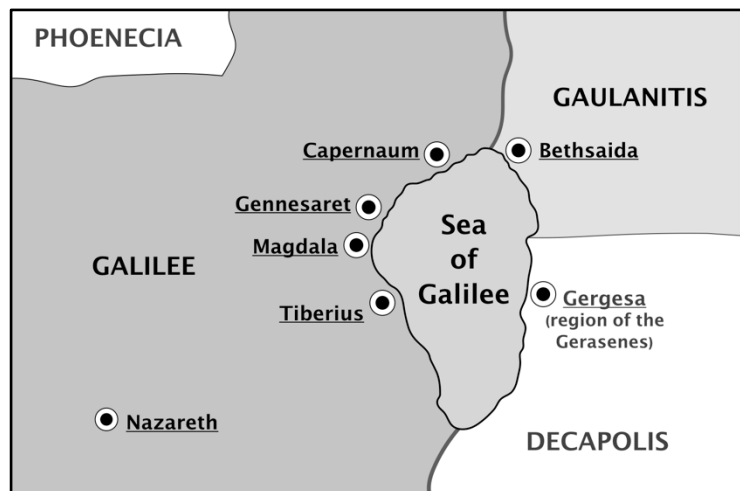 PHOENECIA
GAULANITIS
Capernaum
Bethsaida
Gennesaret
Sea
of
Galilee
Magdala
GALILEE
Tiberius
Gergesa
(region of the
Gerasenes)
Nazareth
DECAPOLIS